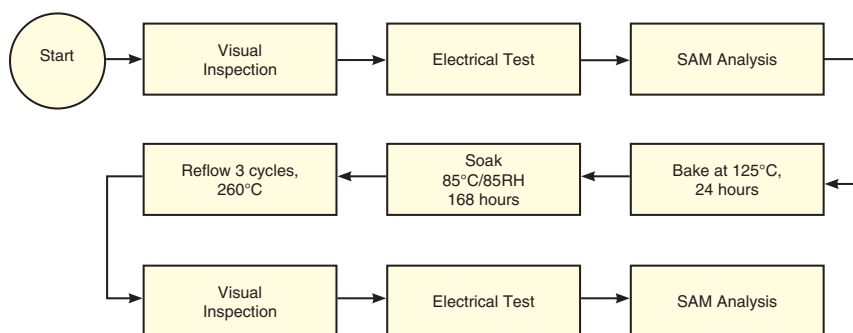 Start
Visual
Inspection
Electrical Test
SAM Analysis
Bake at 125°C,
24 hours
Soak
85°C/85RH
168 hours
Reflow 3 cycles,
260°C
Visual
Inspection
Electrical Test
SAM Analysis